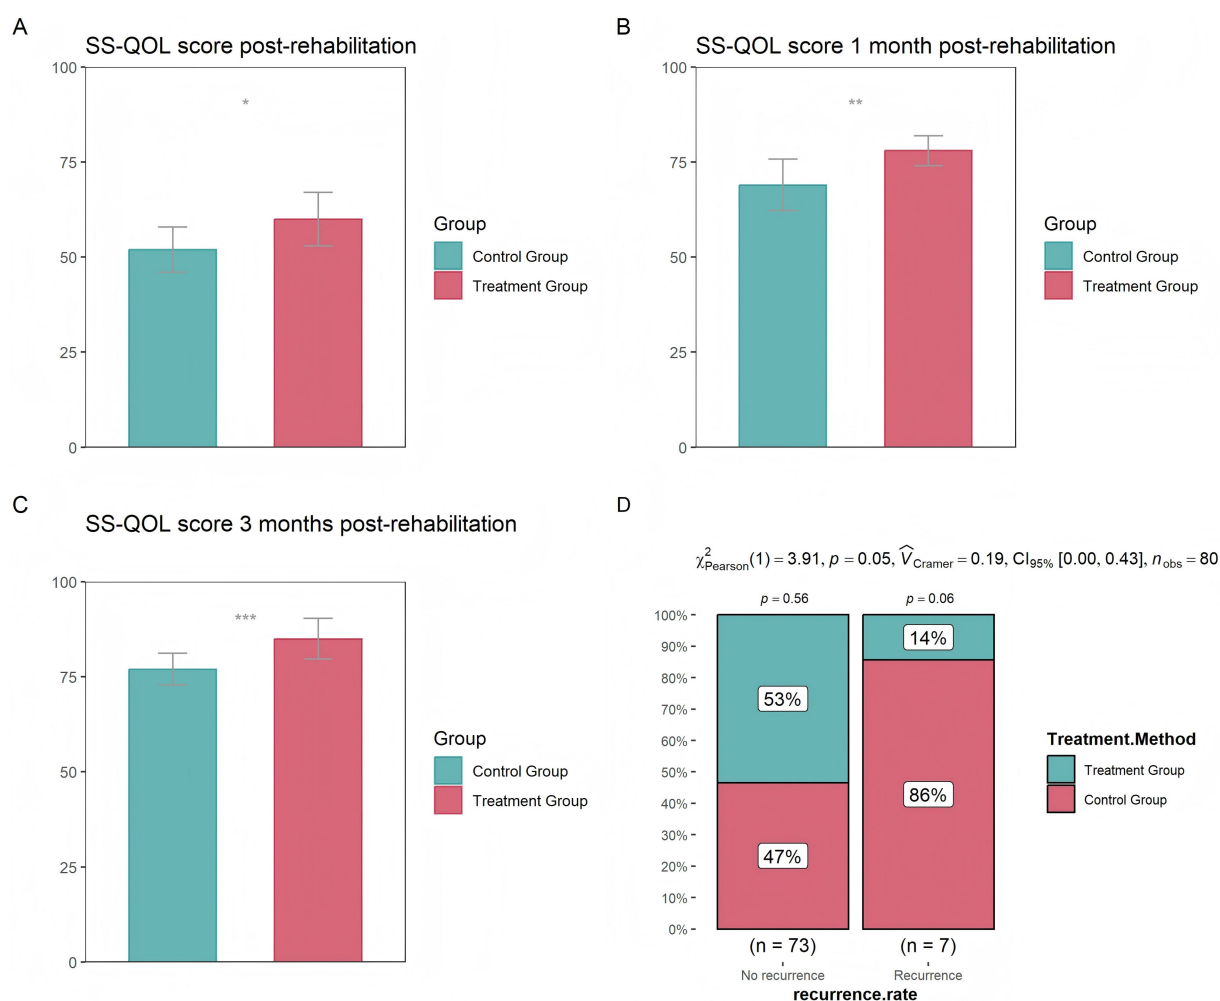 A
SS-QOL score post-rehabilitation
100
75
50
25
0
*
Group
Control Group
Treatment Group
B
SS-QOL score 1 month post-rehabilitation
100
75
50
25
0
**
Group
Control Group
Treatment Group
C
SS-QOL score 3 months post-rehabilitation
100
75
50
25
0
***
Group
Control Group
Treatment Group
D
χ²Pearson(1) = 3.91, p = 0.05, V̂Cramer = 0.19, CI95% [0.00, 0.43], nobs = 80
p = 0.56
p = 0.06
100%
90%
80%
70%
60%
50%
40%
30%
20%
10%
0%
53%
47%
14%
86%
(n = 73)
(n = 7)
No recurrence
Recurrence
recurrence.rate
Treatment.Method
Treatment Group
Control Group